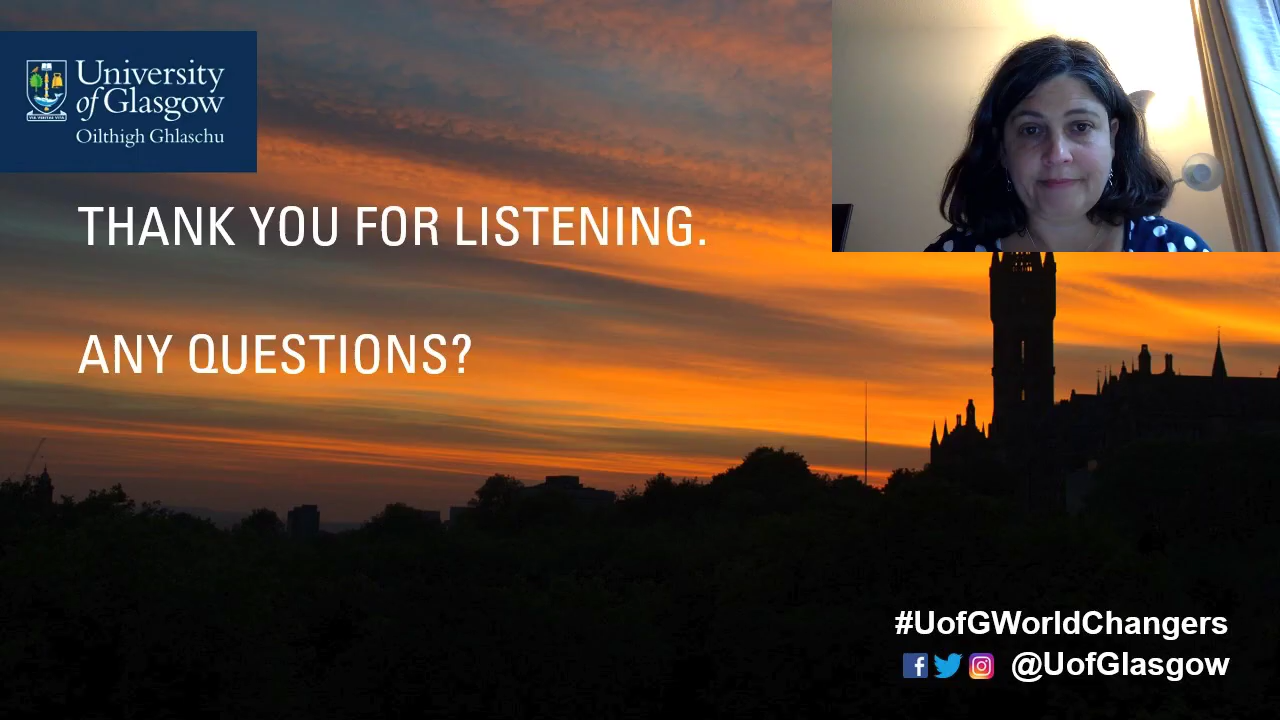 University
of Glasgow
Oilthigh Ghlaschu
THANK YOU FOR LISTENING.
ANY QUESTIONS?
#UofGWorldChangers
@UofGlasgow